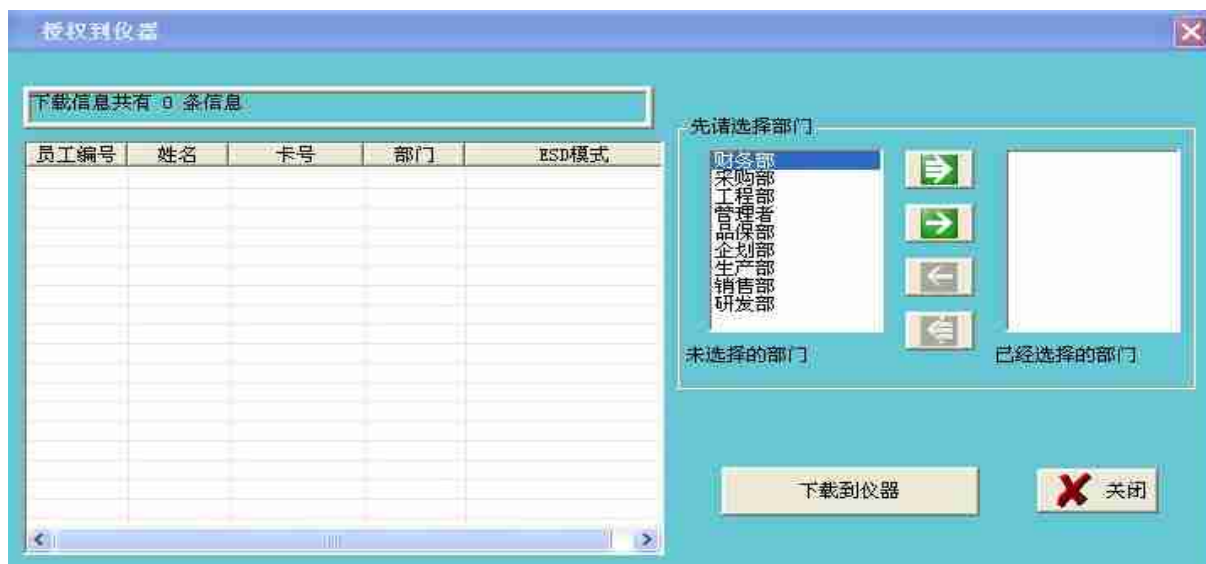 授权到仪器
下载信息共有 0 条信息
员工编号 姓名 卡号 部门 ESD模式
先请选择部门
财务部
采购部
工程部
管理者
品保部
企划部
生产部
销售部
研发部
未选择的部门 已经选择的部门
下载到仪器 关闭